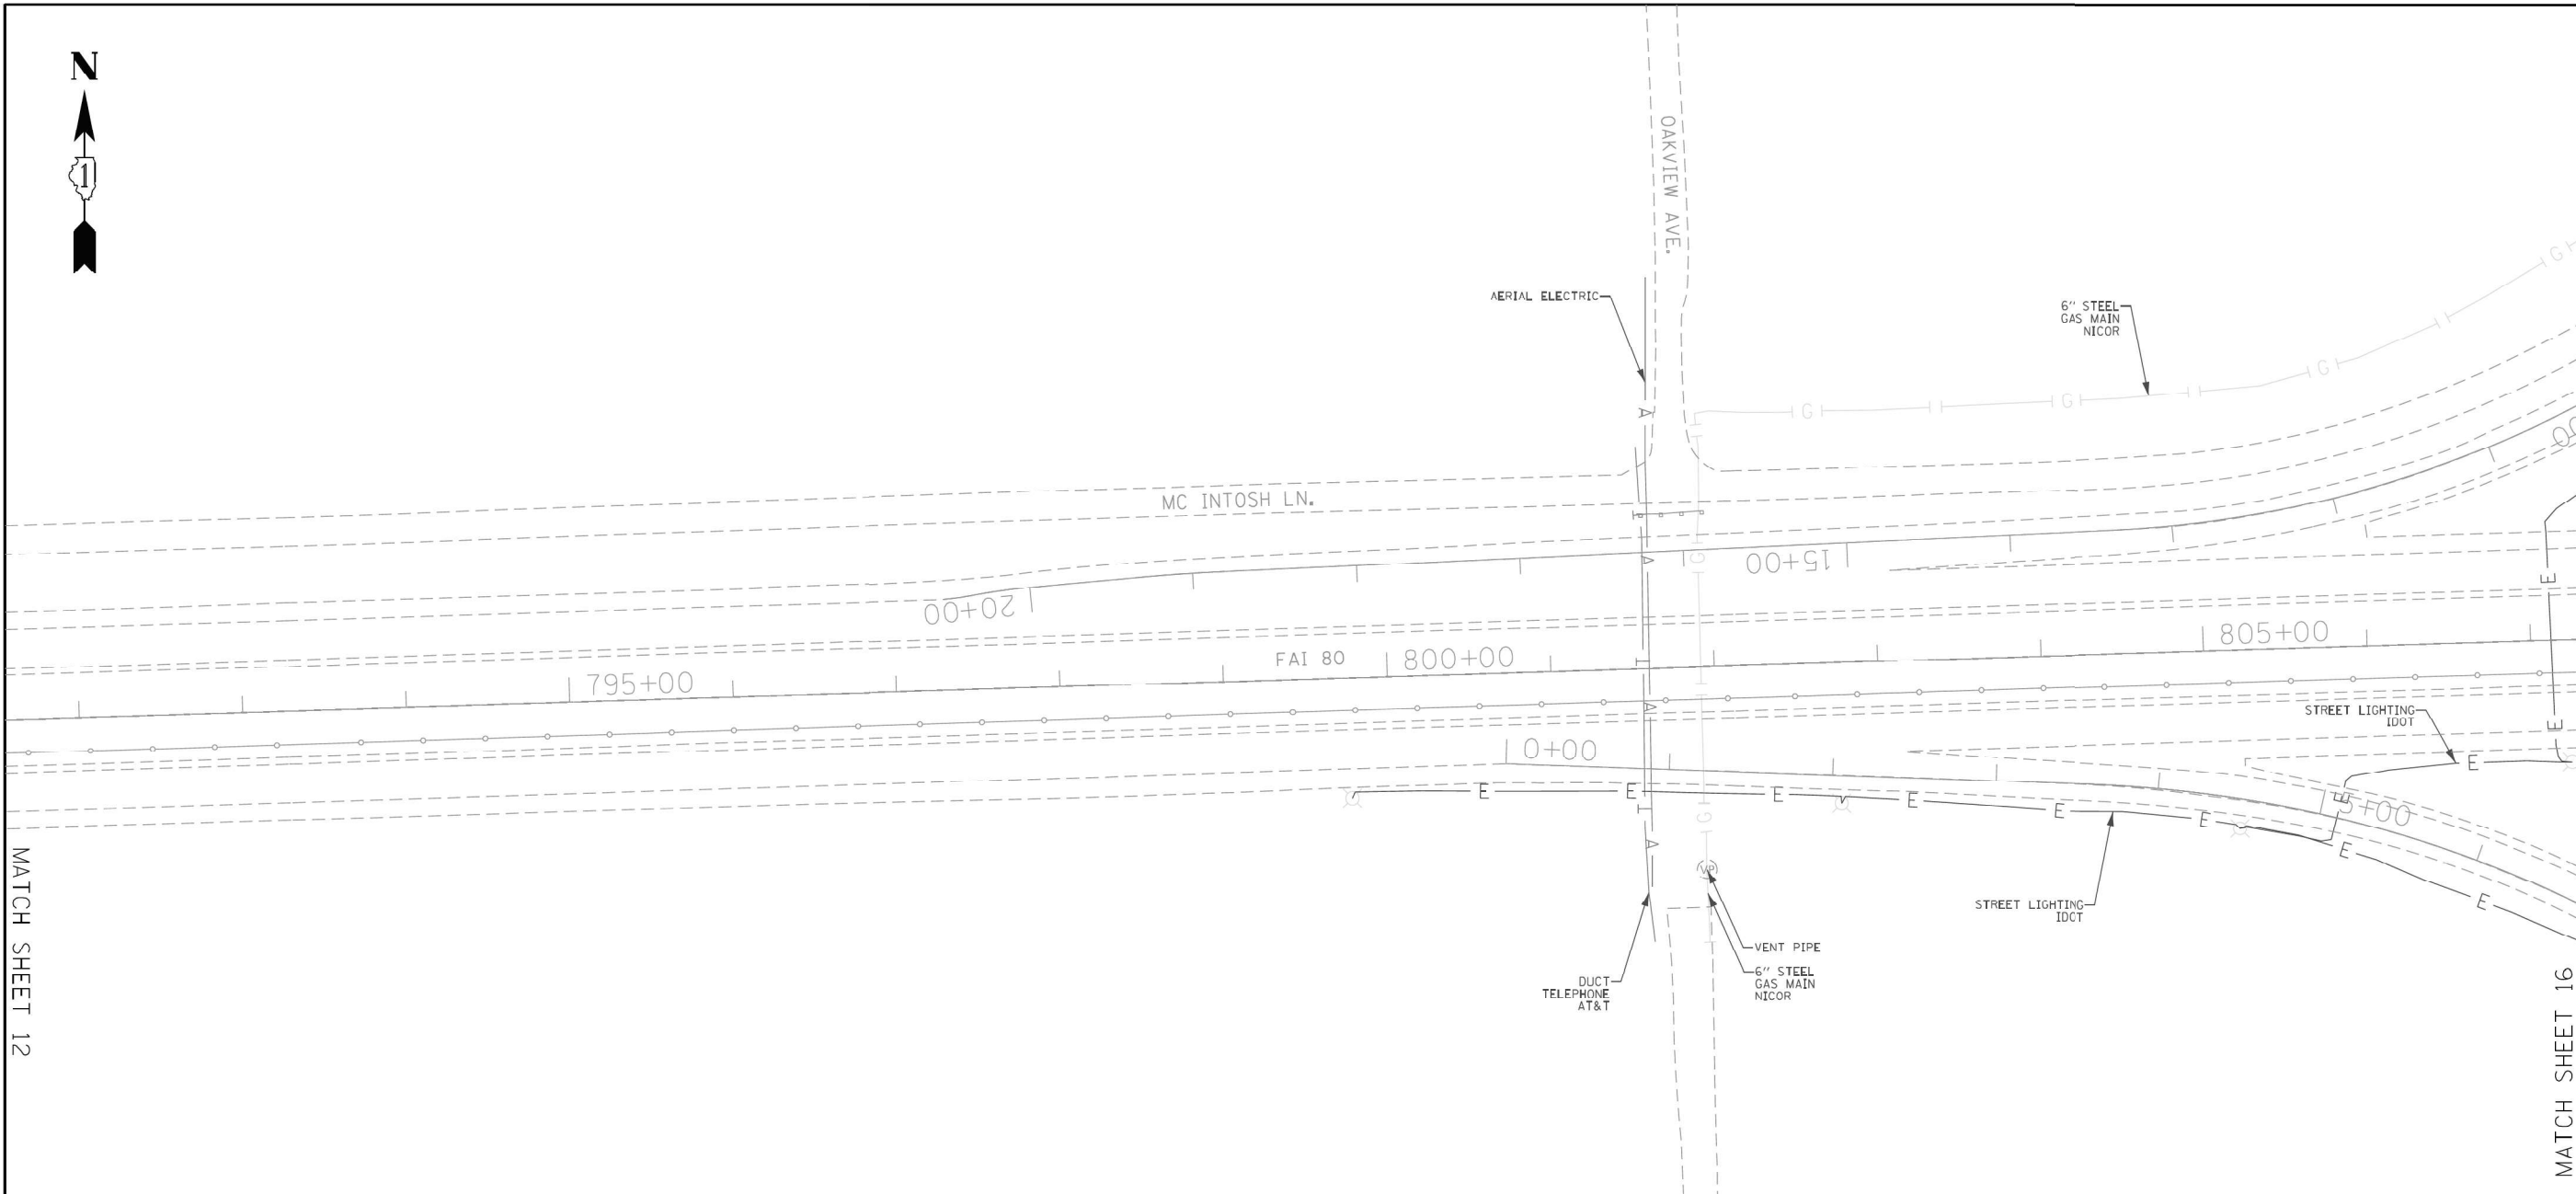 N
1
OAKVIEW AVE.
AERIAL ELECTRIC
6" STEEL
GAS MAIN
NICOR
G
G
G
G
A
MC INTOSH LN.
A
G
15+00
20+00
E
FAI 80
800+00
805+00
T
795+00
A
STREET LIGHTING
IDOT
E
0+00
E
E
E
E
E
E
E
E
E
5+00
E
E
T
G
A
VP
STREET LIGHTING
IDOT
VENT PIPE
6" STEEL
GAS MAIN
NICOR
DUCT
TELEPHONE
AT&T
MATCH SHEET 12
MATCH SHEET 16